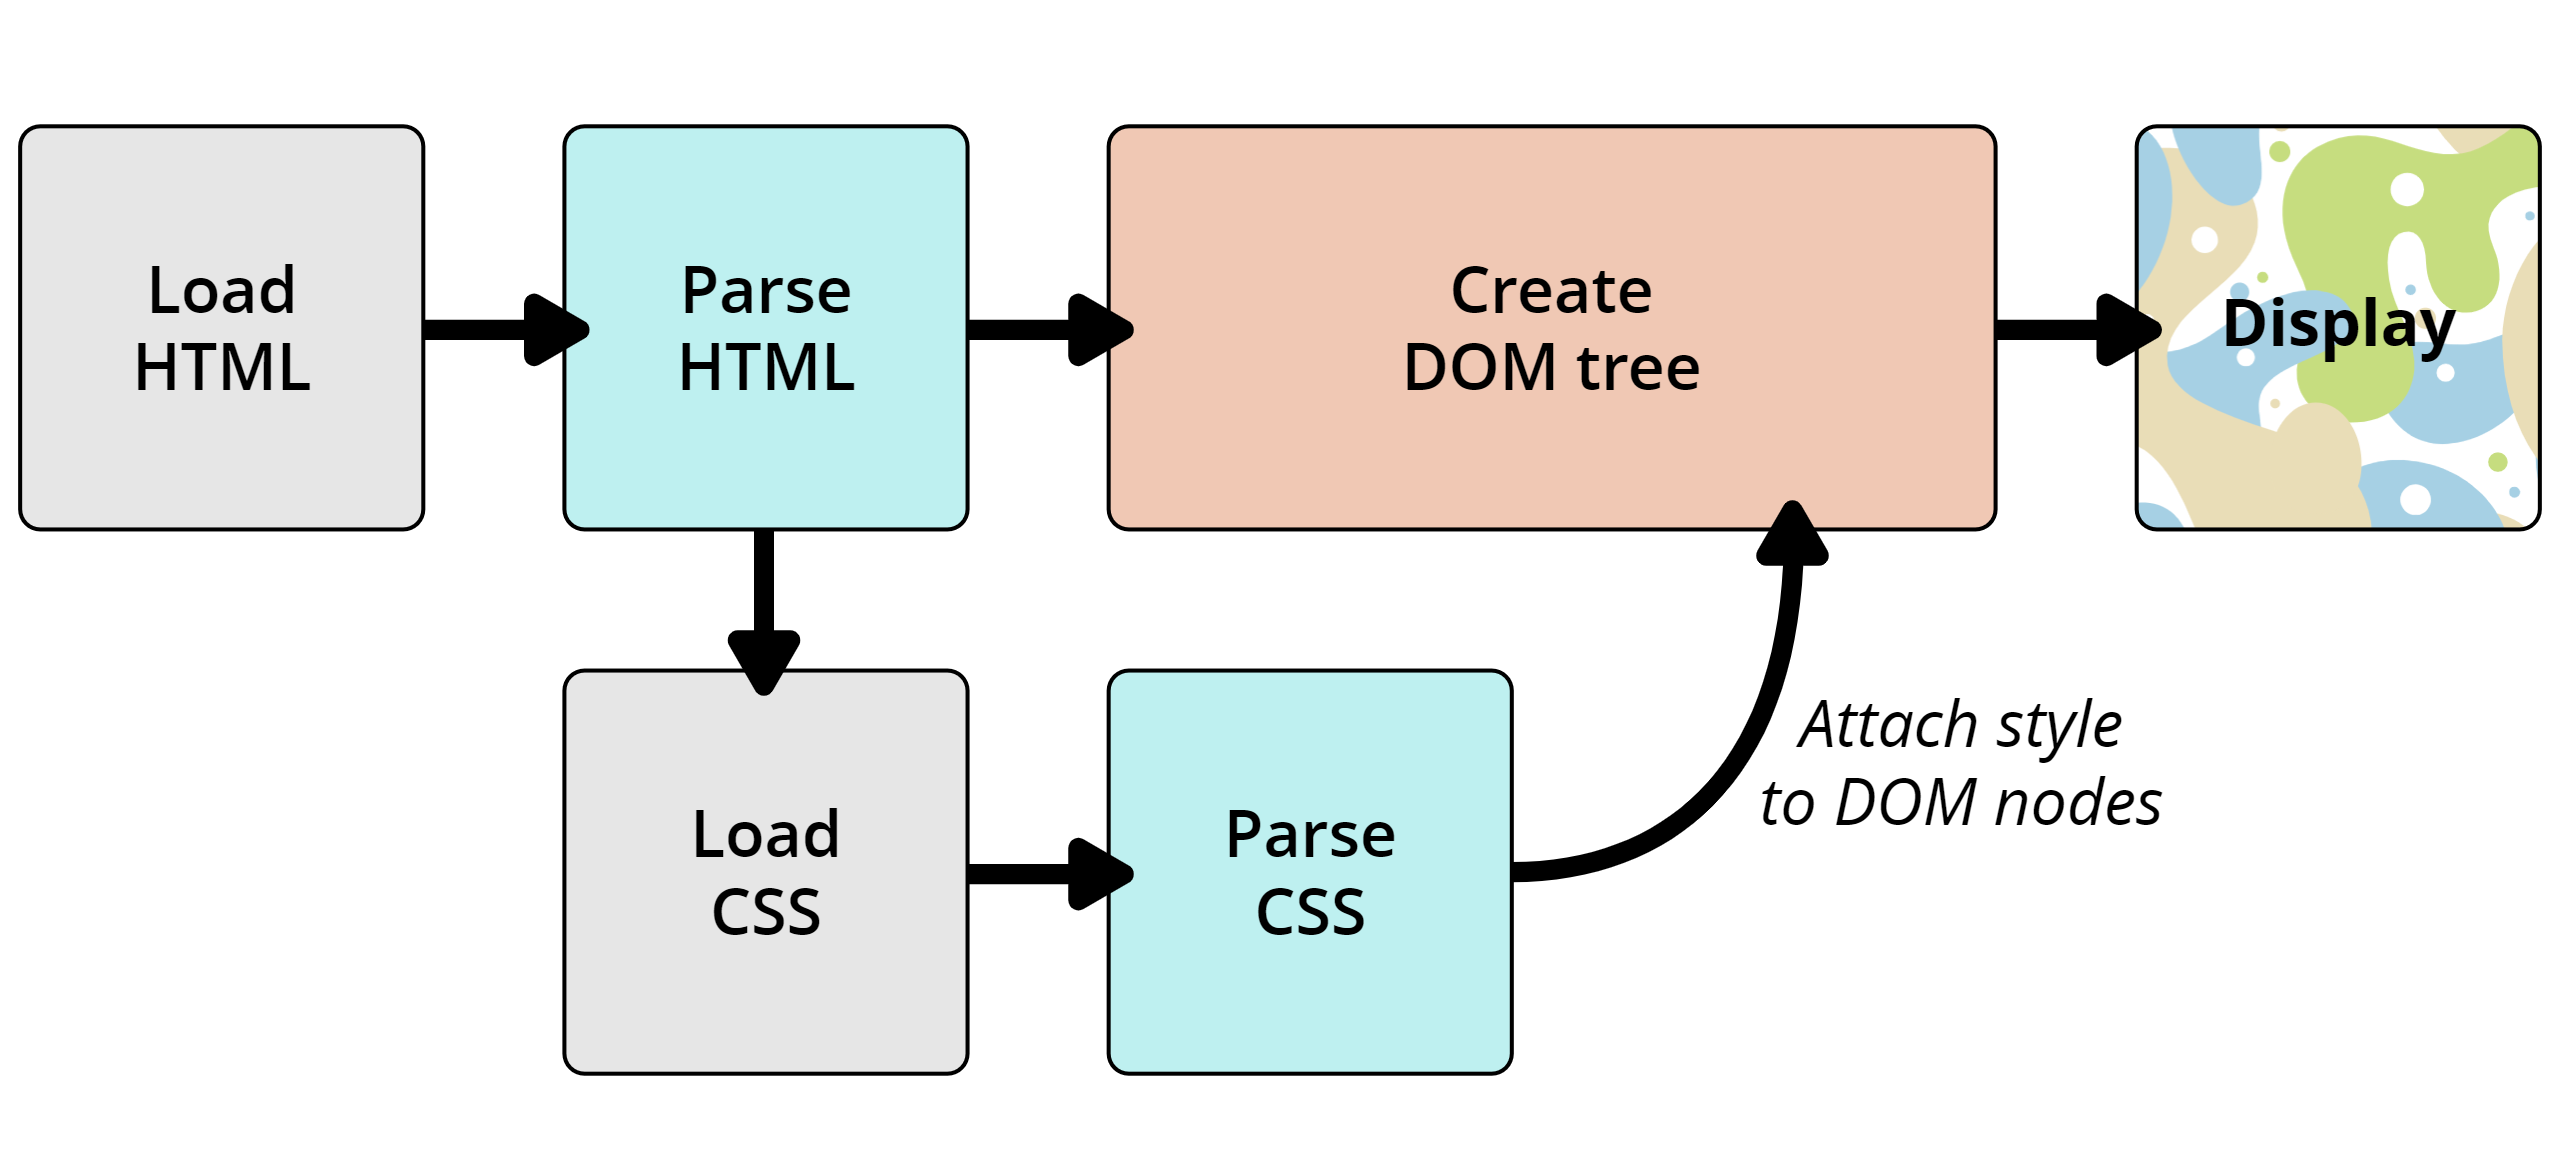 Load
HTML
Parse
HTML
Create
DOM tree
Display
Load
CSS
Parse
CSS
Attach style
to DOM nodes